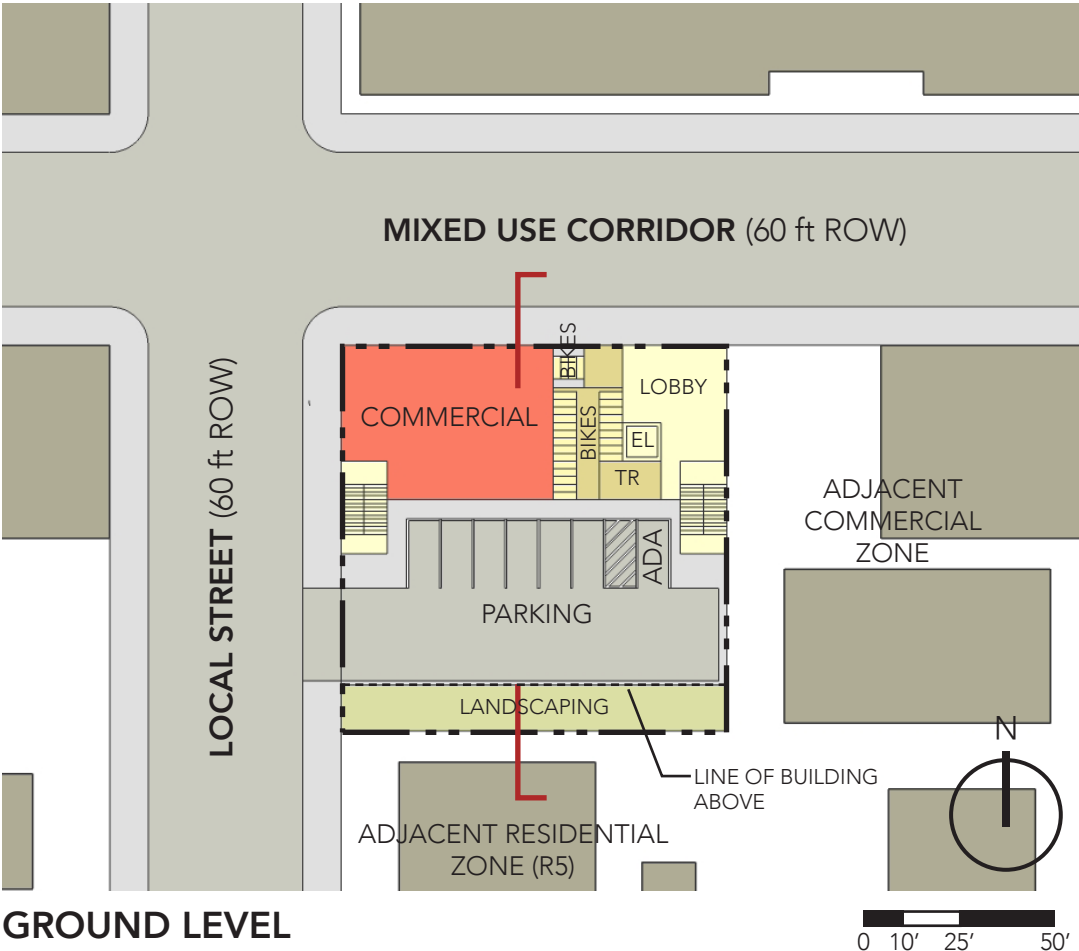 MIXED USE CORRIDOR (60 ft ROW)
LOCAL STREET (60 ft ROW)
BIKES
LOBBY
COMMERCIAL
BIKES
EL
TR
ADA
PARKING
ADJACENT
COMMERCIAL
ZONE
LANDSCAPING
N
LINE OF BUILDING
ABOVE
ADJACENT RESIDENTIAL
ZONE (R5)
GROUND LEVEL
0 10’ 25’ 50’